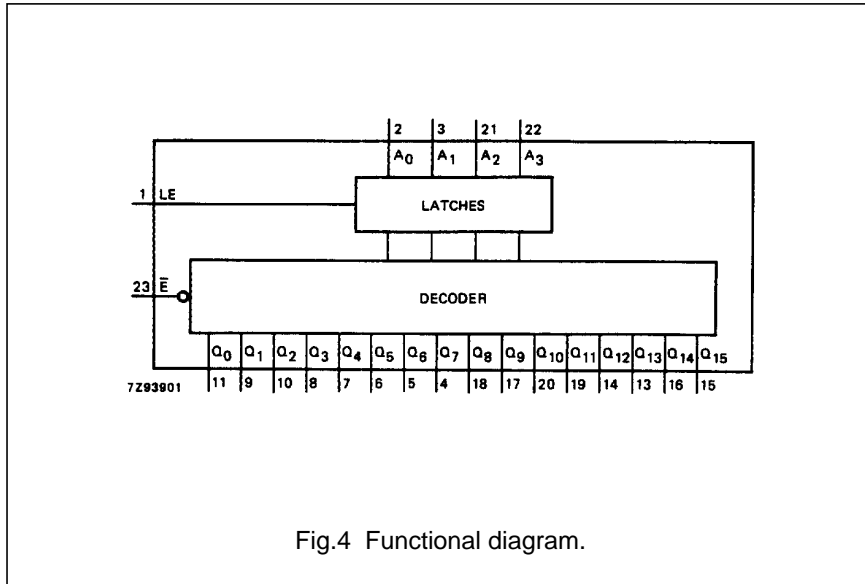 2 3 21 22
A0 A1 A2 A3
1 LE
LATCHES
23 E̅
DECODER
Q0 Q1 Q2 Q3 Q4 Q5 Q6 Q7 Q8 Q9 Q10 Q11 Q12 Q13 Q14 Q15
7Z93901 11 9 10 8 7 6 5 4 18 17 20 19 14 13 16 15
Fig.4 Functional diagram.